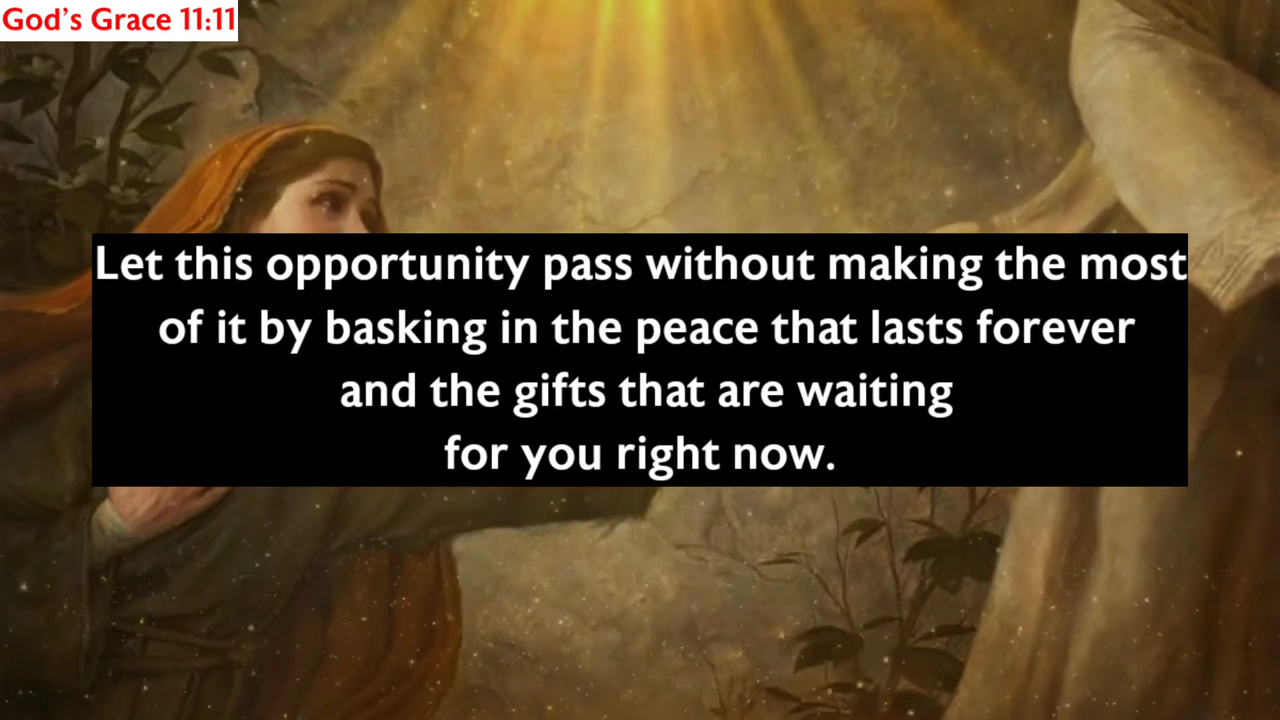 God's Grace 11:11
Let this opportunity pass without making the most
of it by basking in the peace that lasts forever
and the gifts that are waiting
for you right now.